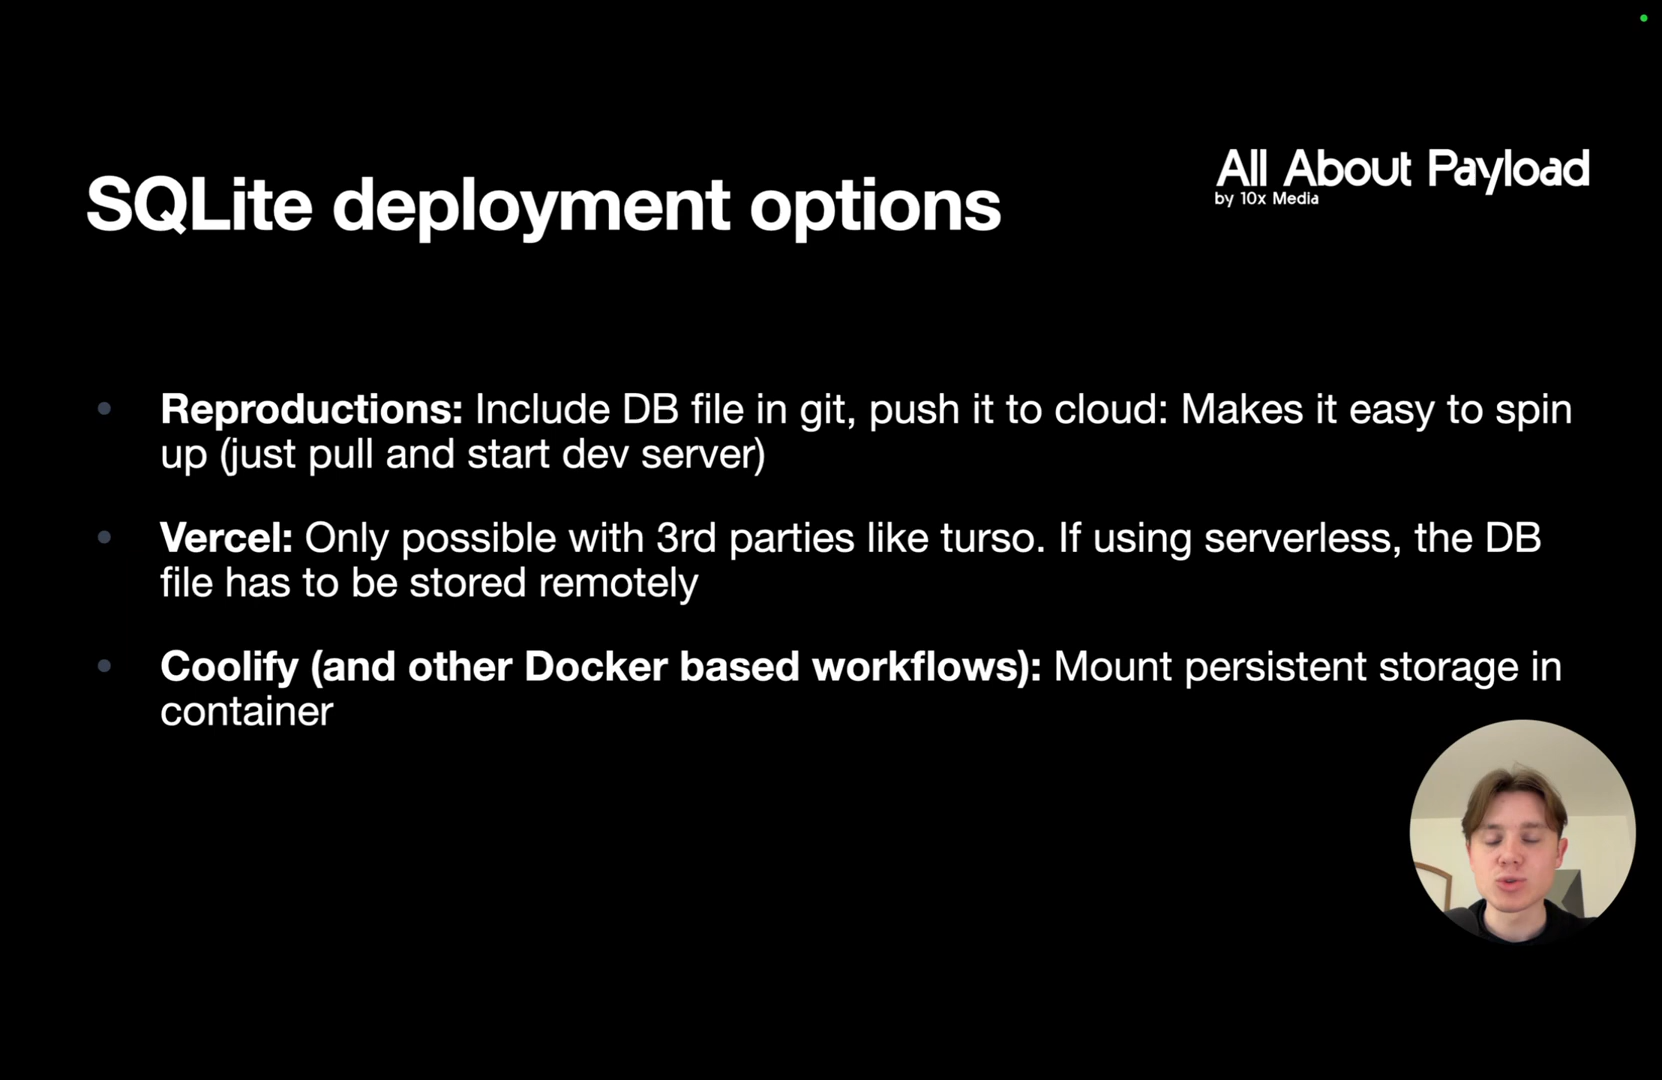 All About Payload
by 10x Media
SQLite deployment options
• Reproductions: Include DB file in git, push it to cloud: Makes it easy to spin
up (just pull and start dev server)
• Vercel: Only possible with 3rd parties like turso. If using serverless, the DB
file has to be stored remotely
• Coolify (and other Docker based workflows): Mount persistent storage in
container